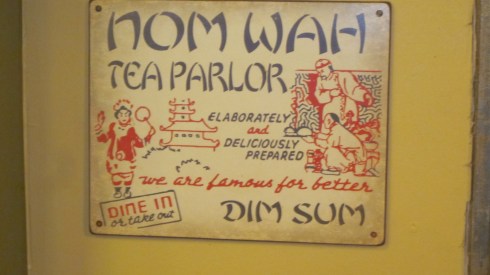 NOM WAH
TEA PARLOR
ELABORATELY
and
DELICIOUSLY
PREPARED
we are famous for better
DINE IN
or take out
DIM SUM